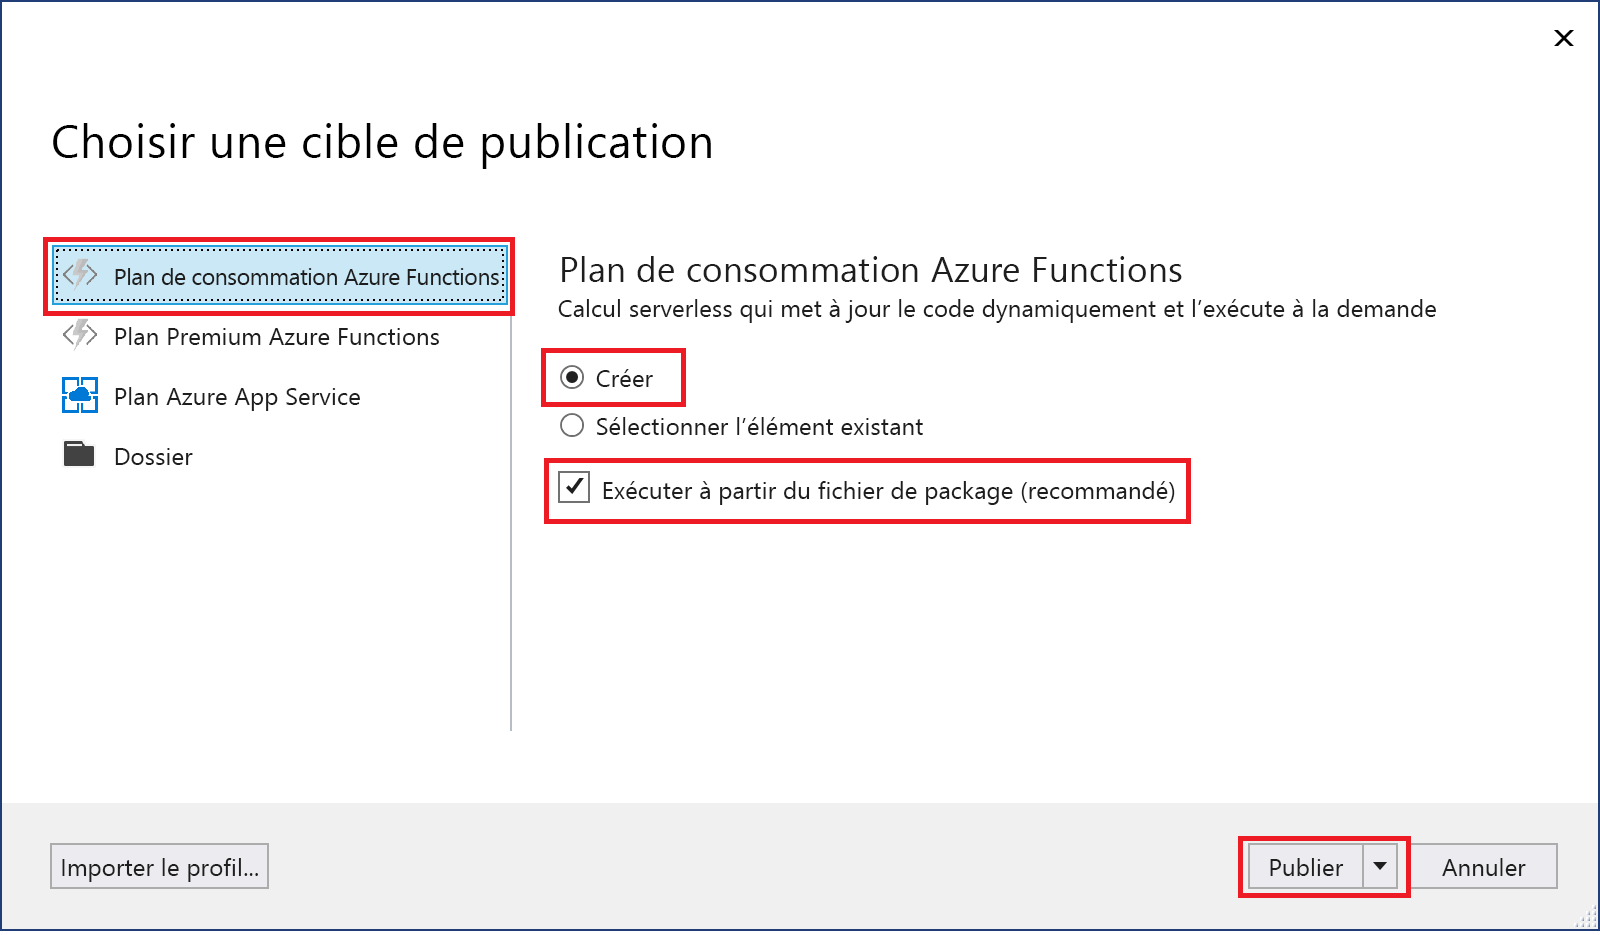 Choisir une cible de publication
Plan de consommation Azure Functions
Plan Premium Azure Functions
Plan Azure App Service
Dossier
Plan de consommation Azure Functions
Calcul serverless qui met à jour le code dynamiquement et l’exécute à la demande
Créer
Sélectionner l’élément existant
Exécuter à partir du fichier de package (recommandé)
Importer le profil...
Publier
Annuler